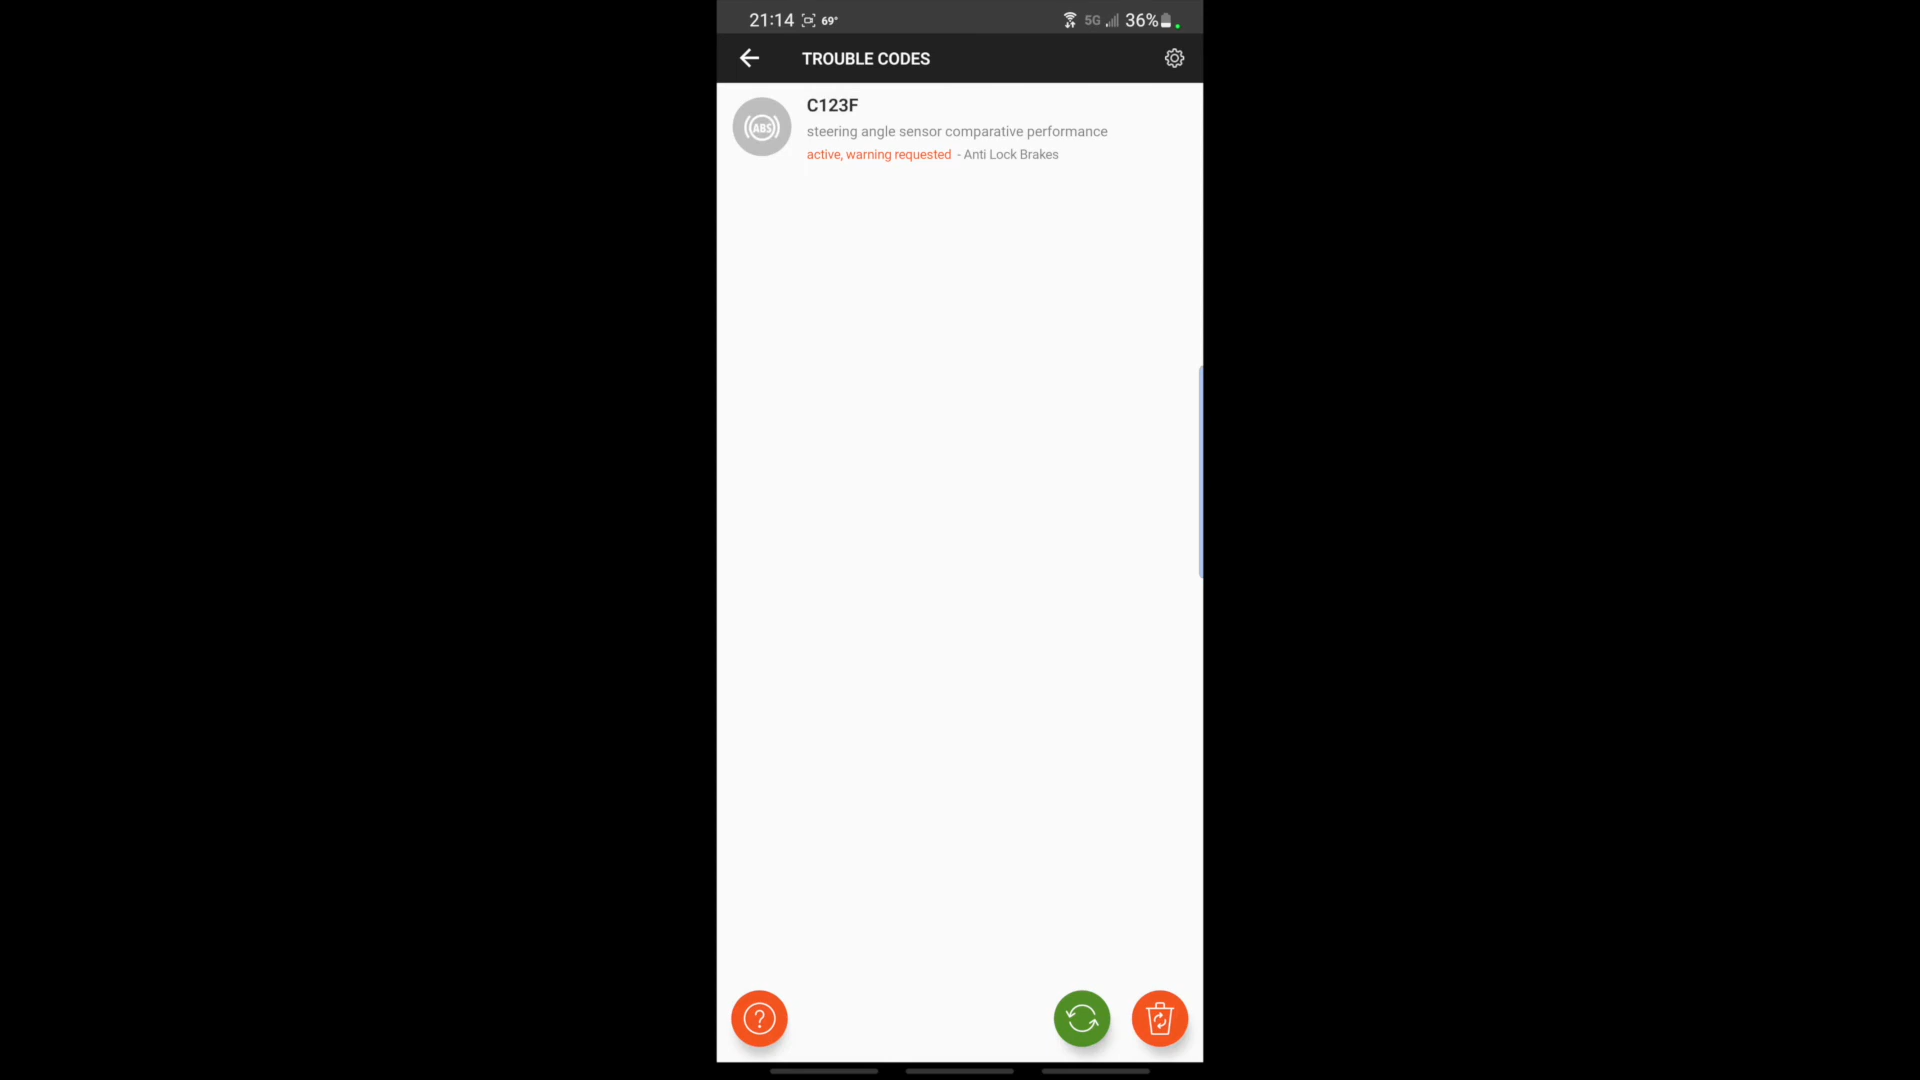 21:14 69° 5G 36%
TROUBLE CODES
C123F
ABS
steering angle sensor comparative performance
active, warning requested - Anti Lock Brakes
?